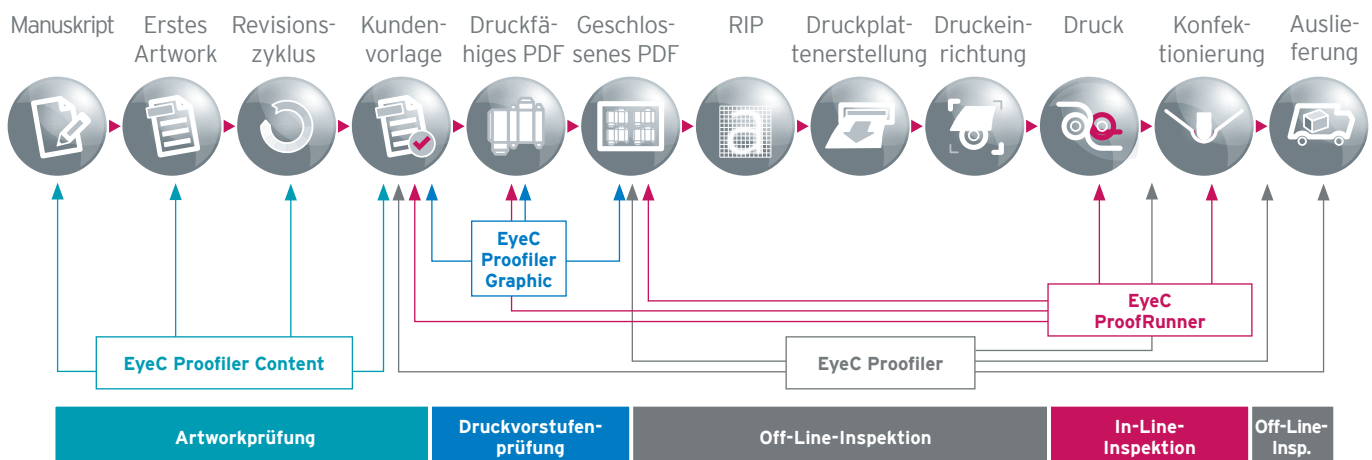 Manuskript
Erstes
Artwork
Revisions-
zyklus
Kunden-
vorlage
Druckfä-
higes PDF
Geschlos-
senes PDF
RIP
Druckplat-
tenerstellung
Druckein-
richtung
Druck
Konfek-
tionierung
Auslie-
ferung
a
EyeC
Proofiler
Graphic
EyeC
ProofRunner
EyeC Proofiler Content
EyeC Proofiler
Artworkprüfung
Druckvorstufen-
prüfung
Off-Line-Inspektion
In-Line-
Inspektion
Off-Line-
Insp.